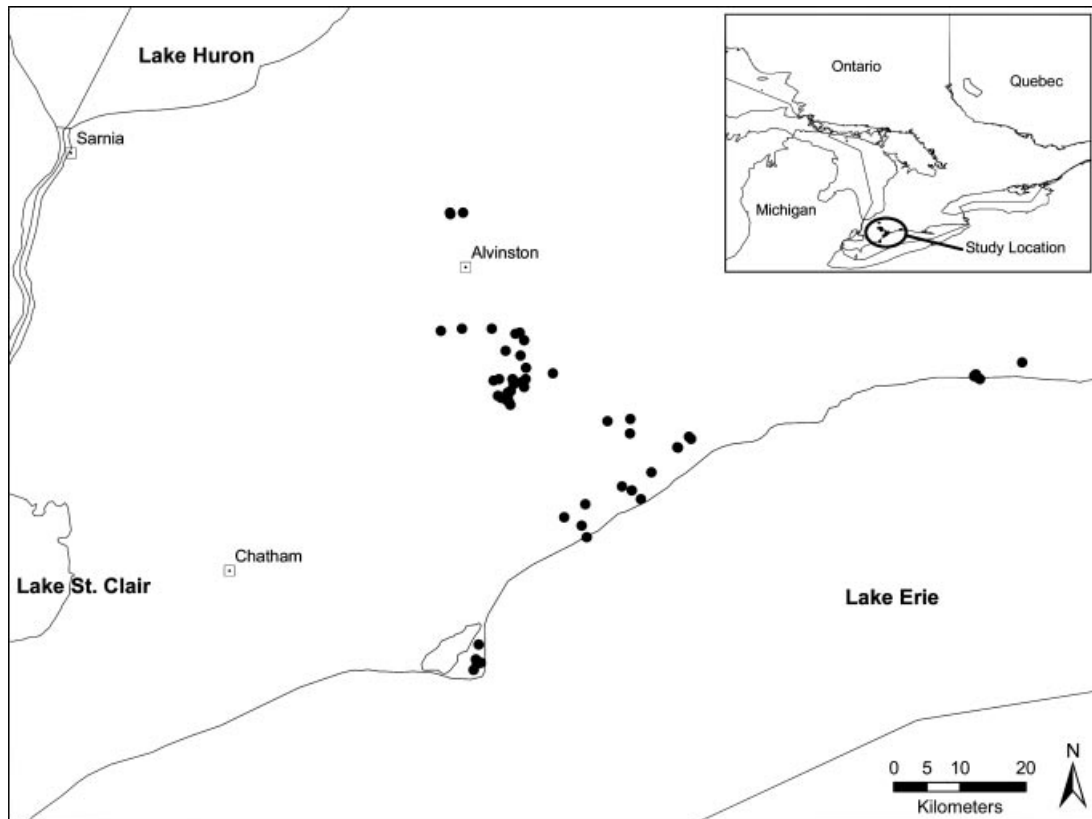 Lake Huron
Ontario
Quebec
Sarnia
Michigan
Alvinston
Study Location
Chatham
Lake St. Clair
Lake Erie
N
0 5 10 20
Kilometers